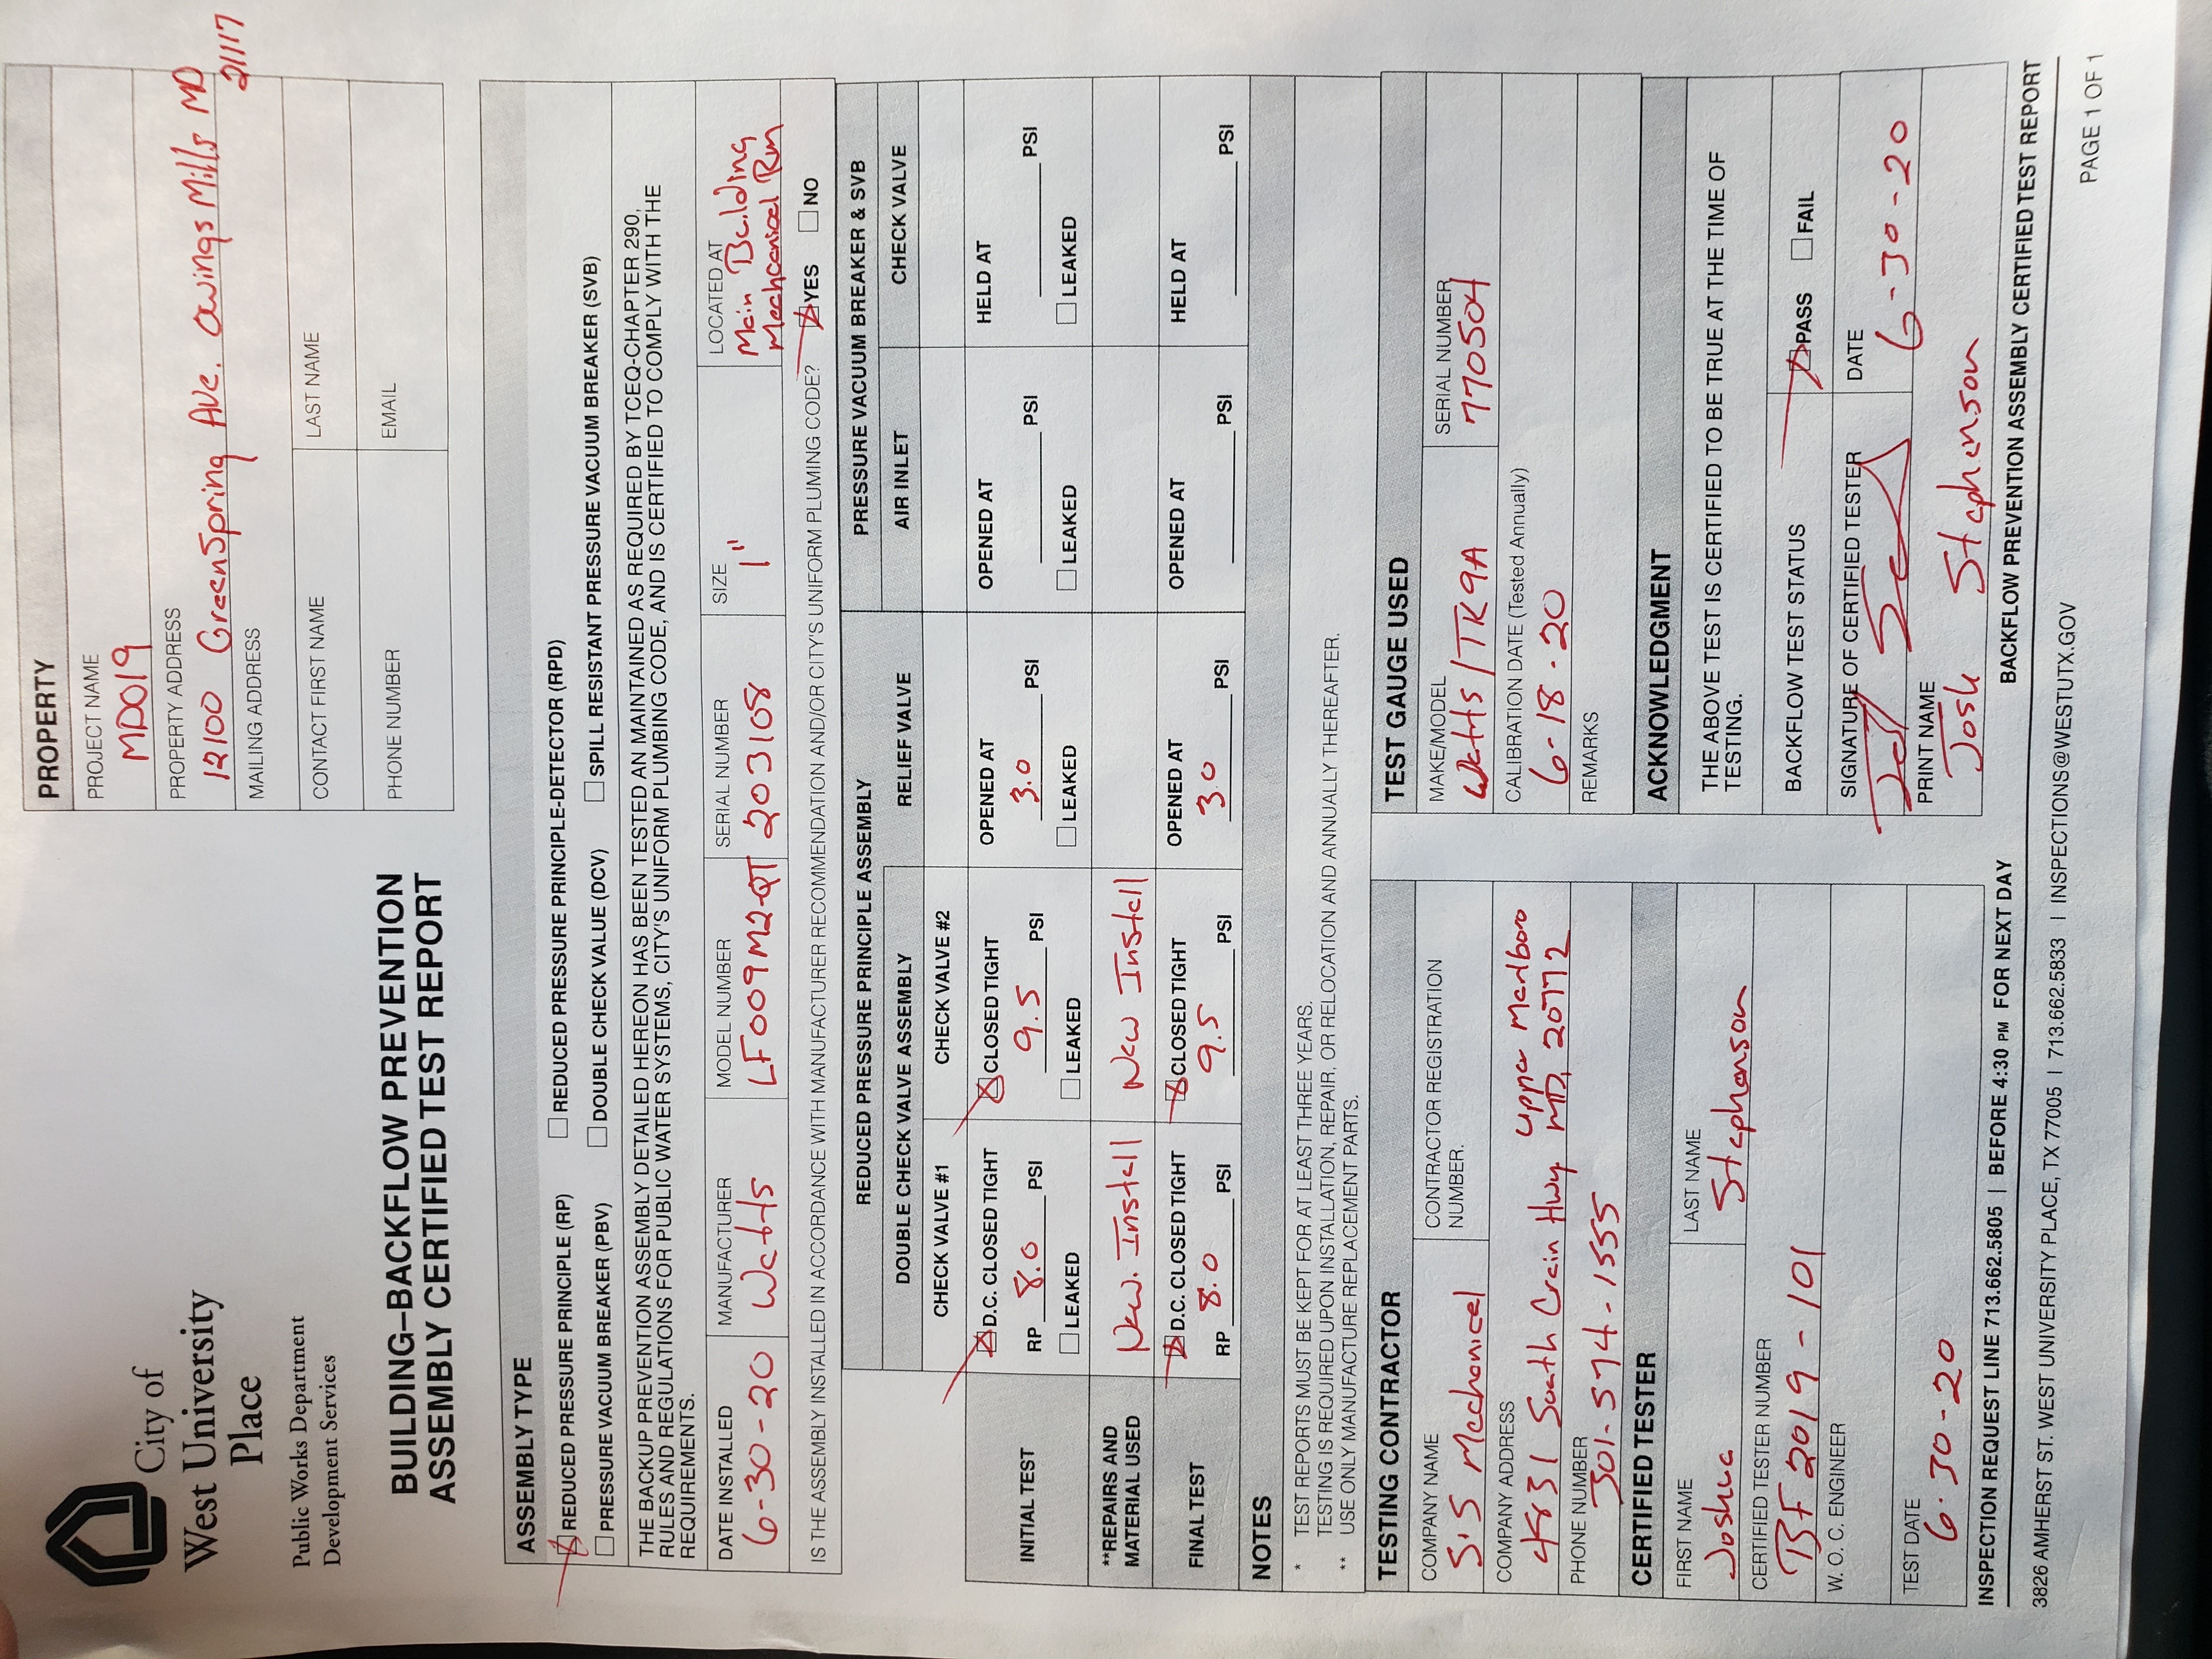 City of
West University
Place
Public Works Department
Development Services
BUILDING–BACKFLOW PREVENTION
ASSEMBLY CERTIFIED TEST REPORT
PROPERTY
PROJECT NAME
MD019
PROPERTY ADDRESS
12100 GreenSpring Ave. Owings Mills MD
21117
MAILING ADDRESS
CONTACT FIRST NAME LAST NAME
PHONE NUMBER EMAIL
ASSEMBLY TYPE
REDUCED PRESSURE PRINCIPLE (RP) REDUCED PRESSURE PRINCIPLE-DETECTOR (RPD)
PRESSURE VACUUM BREAKER (PBV) DOUBLE CHECK VALUE (DCV) SPILL RESISTANT PRESSURE VACUUM BREAKER (SVB)
THE BACKUP PREVENTION ASSEMBLY DETAILED HEREON HAS BEEN TESTED AN MAINTAINED AS REQUIRED BY TCEQ-CHAPTER 290,
RULES AND REGULATIONS FOR PUBLIC WATER SYSTEMS, CITY'S UNIFORM PLUMBING CODE, AND IS CERTIFIED TO COMPLY WITH THE
REQUIREMENTS.
DATE INSTALLED MANUFACTURER MODEL NUMBER SERIAL NUMBER SIZE LOCATED AT
6-30-20 Watts LF009M2-QT 203108 1" Main Building
Mechcanical Rm
IS THE ASSEMBLY INSTALLED IN ACCORDANCE WITH MANUFACTURER RECOMMENDATION AND/OR CITY'S UNIFORM PLUMING CODE? YES NO
REDUCED PRESSURE PRINCIPLE ASSEMBLY PRESSURE VACUUM BREAKER & SVB
DOUBLE CHECK VALVE ASSEMBLY RELIEF VALVE AIR INLET CHECK VALVE
CHECK VALVE #1 CHECK VALVE #2
INITIAL TEST D.C. CLOSED TIGHT CLOSED TIGHT OPENED AT OPENED AT HELD AT
RP 8.0 PSI 9.5 PSI 3.0 PSI PSI PSI
LEAKED LEAKED LEAKED LEAKED LEAKED
**REPAIRS AND
MATERIAL USED New. Install New Install
FINAL TEST D.C. CLOSED TIGHT CLOSED TIGHT OPENED AT OPENED AT HELD AT
RP 8.0 PSI 9.5 PSI 3.0 PSI PSI PSI
NOTES
* TEST REPORTS MUST BE KEPT FOR AT LEAST THREE YEARS.
TESTING IS REQUIRED UPON INSTALLATION, REPAIR, OR RELOCATION AND ANNUALLY THEREAFTER.
** USE ONLY MANUFACTURE REPLACEMENT PARTS.
TESTING CONTRACTOR
COMPANY NAME CONTRACTOR REGISTRATION
NUMBER.
S.S Mechanical
COMPANY ADDRESS
4831 South Crain Hwy Upper Marlboro
MD, 20772
PHONE NUMBER
301-574-1555
CERTIFIED TESTER
FIRST NAME LAST NAME
Joshua Stephenson
CERTIFIED TESTER NUMBER
TBF 2019-101
W. O. C. ENGINEER
TEST DATE
6-30-20
TEST GAUGE USED
MAKE/MODEL SERIAL NUMBER
Watts / TK9A 770504
CALIBRATION DATE (Tested Annually)
6-18-20
REMARKS
ACKNOWLEDGMENT
THE ABOVE TEST IS CERTIFIED TO BE TRUE AT THE TIME OF
TESTING.
BACKFLOW TEST STATUS PASS FAIL
SIGNATURE OF CERTIFIED TESTER DATE
6-30-20
PRINT NAME
Josh Stephenson
INSPECTION REQUEST LINE 713.662.5805 | BEFORE 4:30 PM FOR NEXT DAY BACKFLOW PREVENTION ASSEMBLY CERTIFIED TEST REPORT
3826 AMHERST ST. WEST UNIVERSITY PLACE, TX 77005 | 713.662.5833 | INSPECTIONS@WESTUTX.GOV
PAGE 1 OF 1